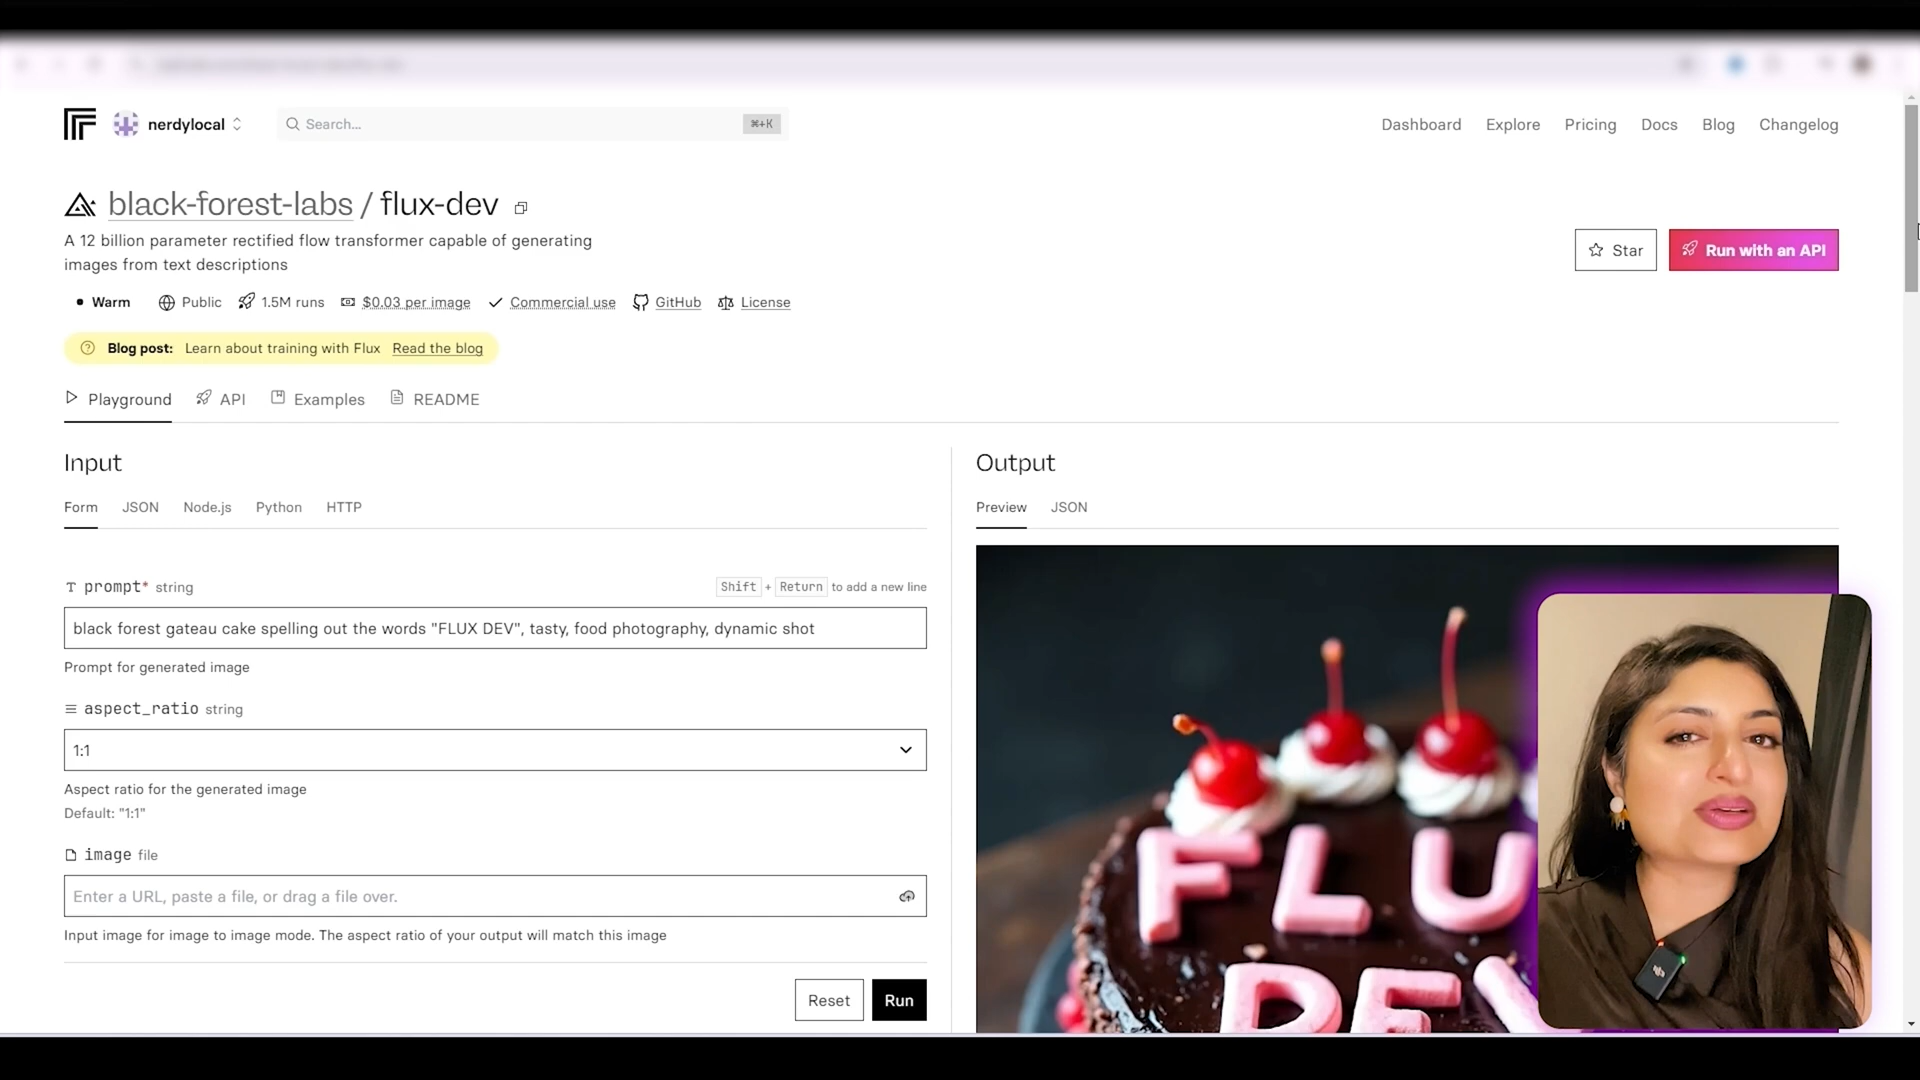 nerdylocal
Search...
⌘+K
Dashboard
Explore
Pricing
Docs
Blog
Changelog
black-forest-labs / flux-dev
A 12 billion parameter rectified flow transformer capable of generating
images from text descriptions
Star
Run with an API
Warm
Public
1.5M runs
$0.03 per image
Commercial use
GitHub
License
Blog post: Learn about training with Flux Read the blog
Playground
API
Examples
README
Input
Output
Form
JSON
Node.js
Python
HTTP
Preview
JSON
prompt* string
Shift + Return to add a new line
black forest gateau cake spelling out the words "FLUX DEV", tasty, food photography, dynamic shot
Prompt for generated image
aspect_ratio string
1:1
Aspect ratio for the generated image
Default: "1:1"
image file
Enter a URL, paste a file, or drag a file over.
Input image for image to image mode. The aspect ratio of your output will match this image
Reset
Run
FLU
DEV